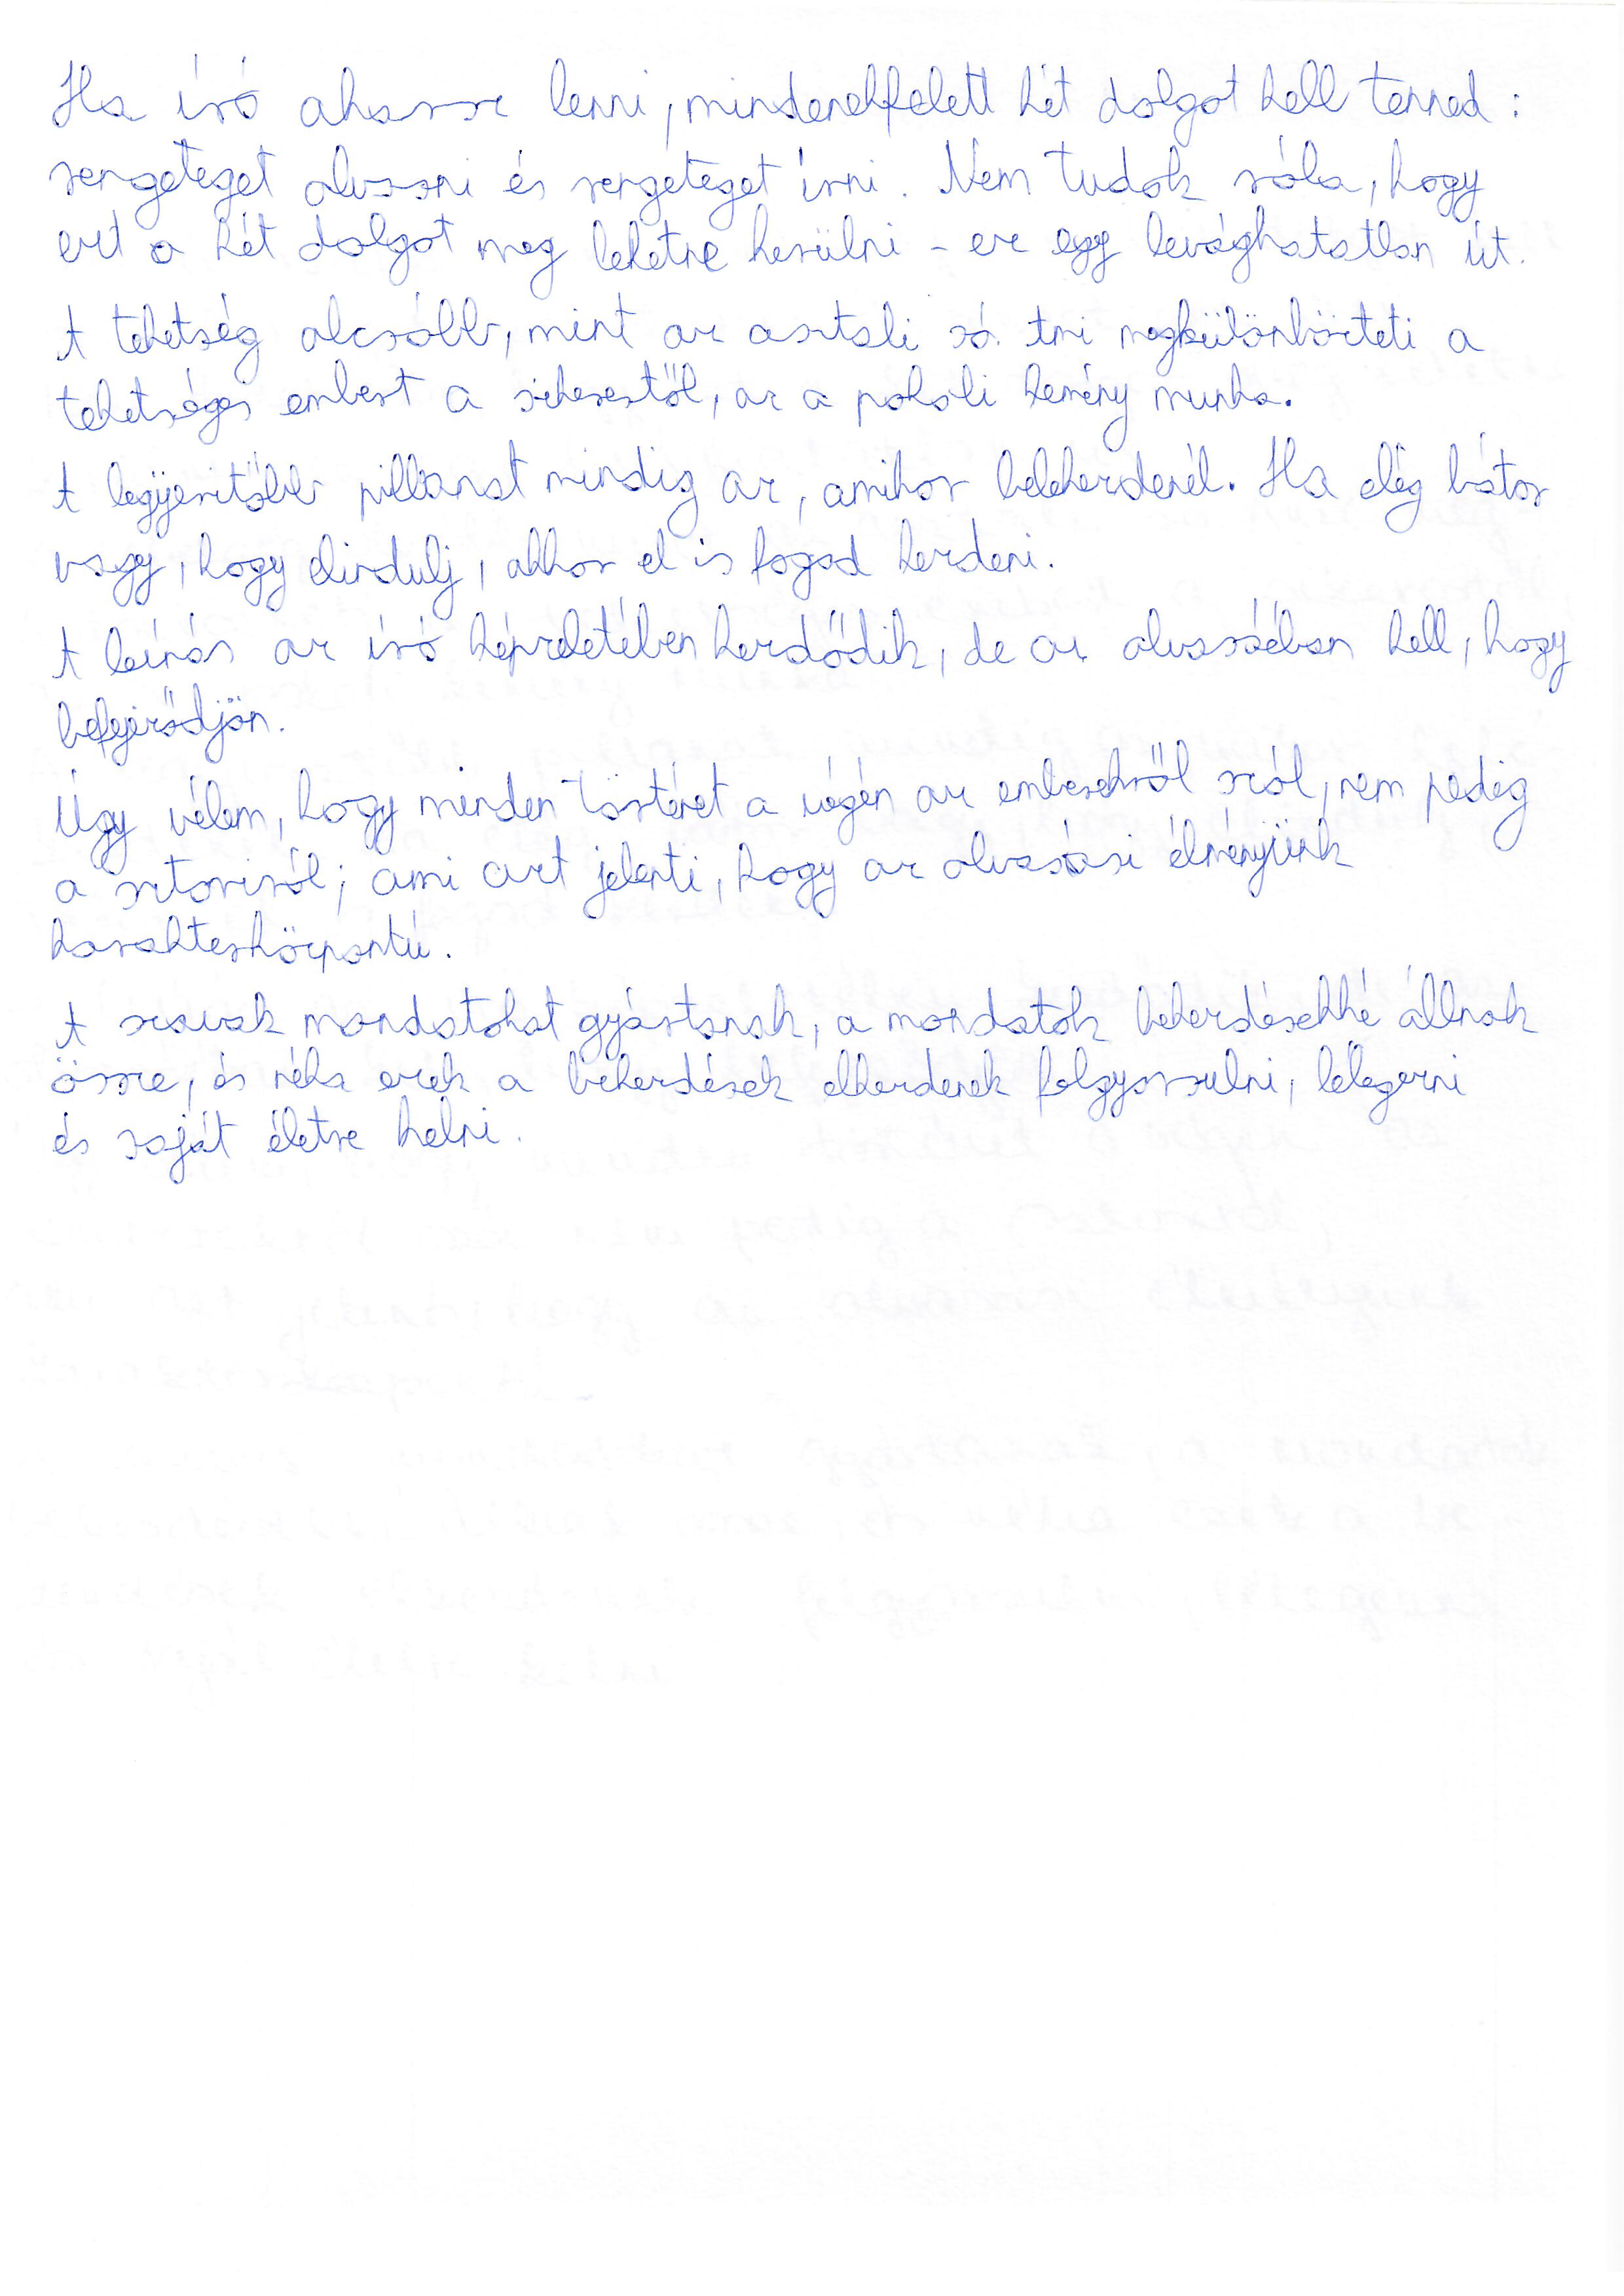 Ha író akarsz lenni, mindenekfelett két dolgot kell tenned:
rengeteget olvasni és rengeteget írni. Nem tudok róla, hogy
ezt a két dolgot meg lehetne kerülni - ez egy levághatatlan út.
A tehetség olcsóbb, mint az asztali só. Ami megkülönbözteti a
tehetséges embert a sikerestől, az a pokoli kemény munka.
A legijesztőbb pillanat mindig az, amikor belekezdenél. Ha elég bátor
vagy, hogy elindulj, akkor el is fogod kezdeni.
A leírás az író képzeletében kezdődik, de az olvasóéban kell, hogy
befejeződjön.
Úgy vélem, hogy minden történet a végén az emberekről szól, nem pedig
a sztoriról; ami azt jelenti, hogy az olvasási élményünk
karakterközpontú.
A szavak mondatokat gyártanak, a mondatok bekezdésekké állnak
össze, és néha ezek a bekezdések elkezdenek felgyorsulni, lélegezni
és saját életre kelni.